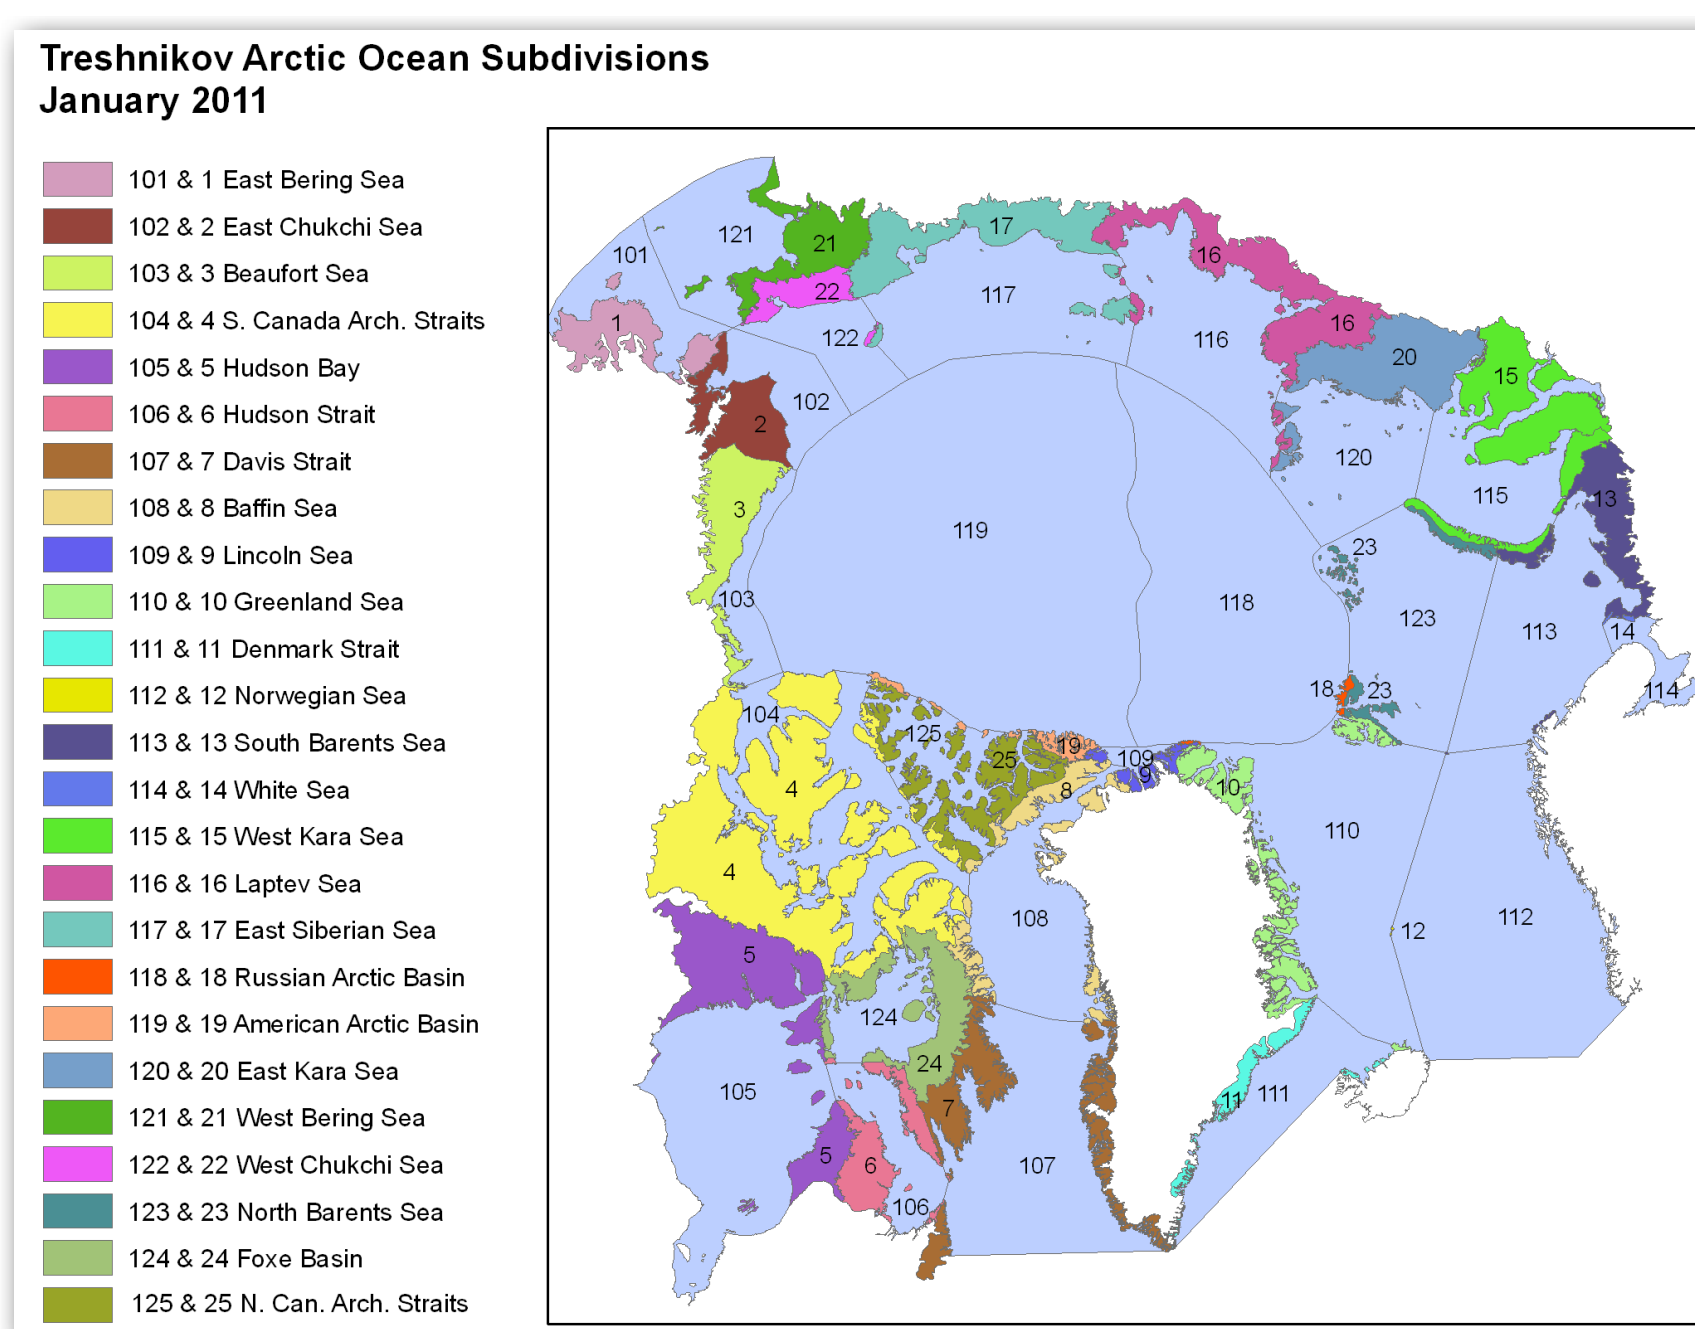 Treshnikov Arctic Ocean Subdivisions
January 2011
101 & 1 East Bering Sea
102 & 2 East Chukchi Sea
103 & 3 Beaufort Sea
104 & 4 S. Canada Arch. Straits
105 & 5 Hudson Bay
106 & 6 Hudson Strait
107 & 7 Davis Strait
108 & 8 Baffin Sea
109 & 9 Lincoln Sea
110 & 10 Greenland Sea
111 & 11 Denmark Strait
112 & 12 Norwegian Sea
113 & 13 South Barents Sea
114 & 14 White Sea
115 & 15 West Kara Sea
116 & 16 Laptev Sea
117 & 17 East Siberian Sea
118 & 18 Russian Arctic Basin
119 & 19 American Arctic Basin
120 & 20 East Kara Sea
121 & 21 West Bering Sea
122 & 22 West Chukchi Sea
123 & 23 North Barents Sea
124 & 24 Foxe Basin
125 & 25 N. Can. Arch. Straits
17
121
21
101
16
22
117
1
16
122
116
20
15
102
2
120
115
13
3
119
23
103
118
123
113
14
18
23
114
104
125
19
109
25
9
4
8
10
110
4
108
12
112
5
124
24
105
11
111
7
5
6
107
106